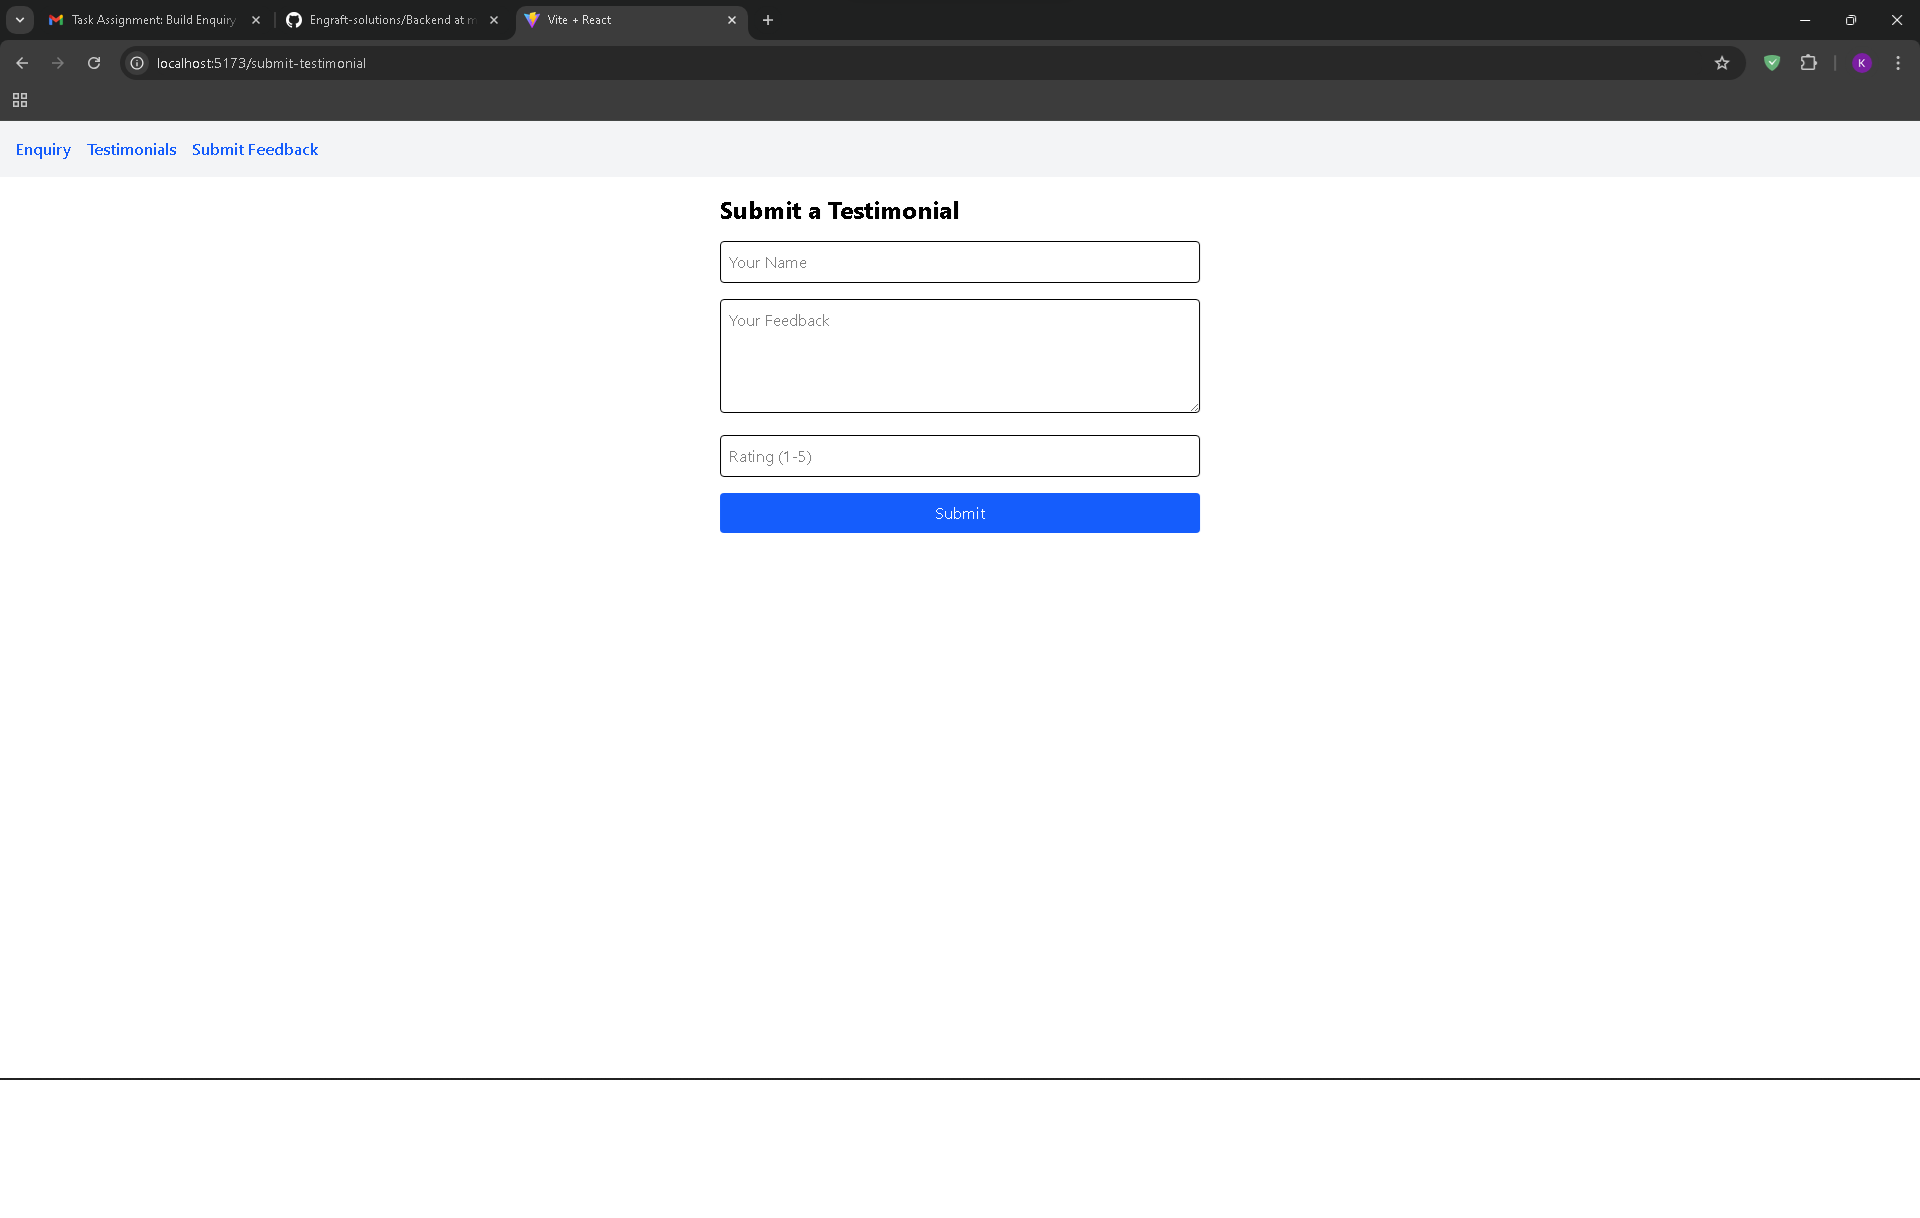 Task Assignment: Build Enquiry
Engraft-solutions/Backend at m
Vite + React
localhost:5173/submit-testimonial
K
Enquiry Testimonials Submit Feedback
Submit a Testimonial
Your Name
Your Feedback
Rating (1-5)
Submit